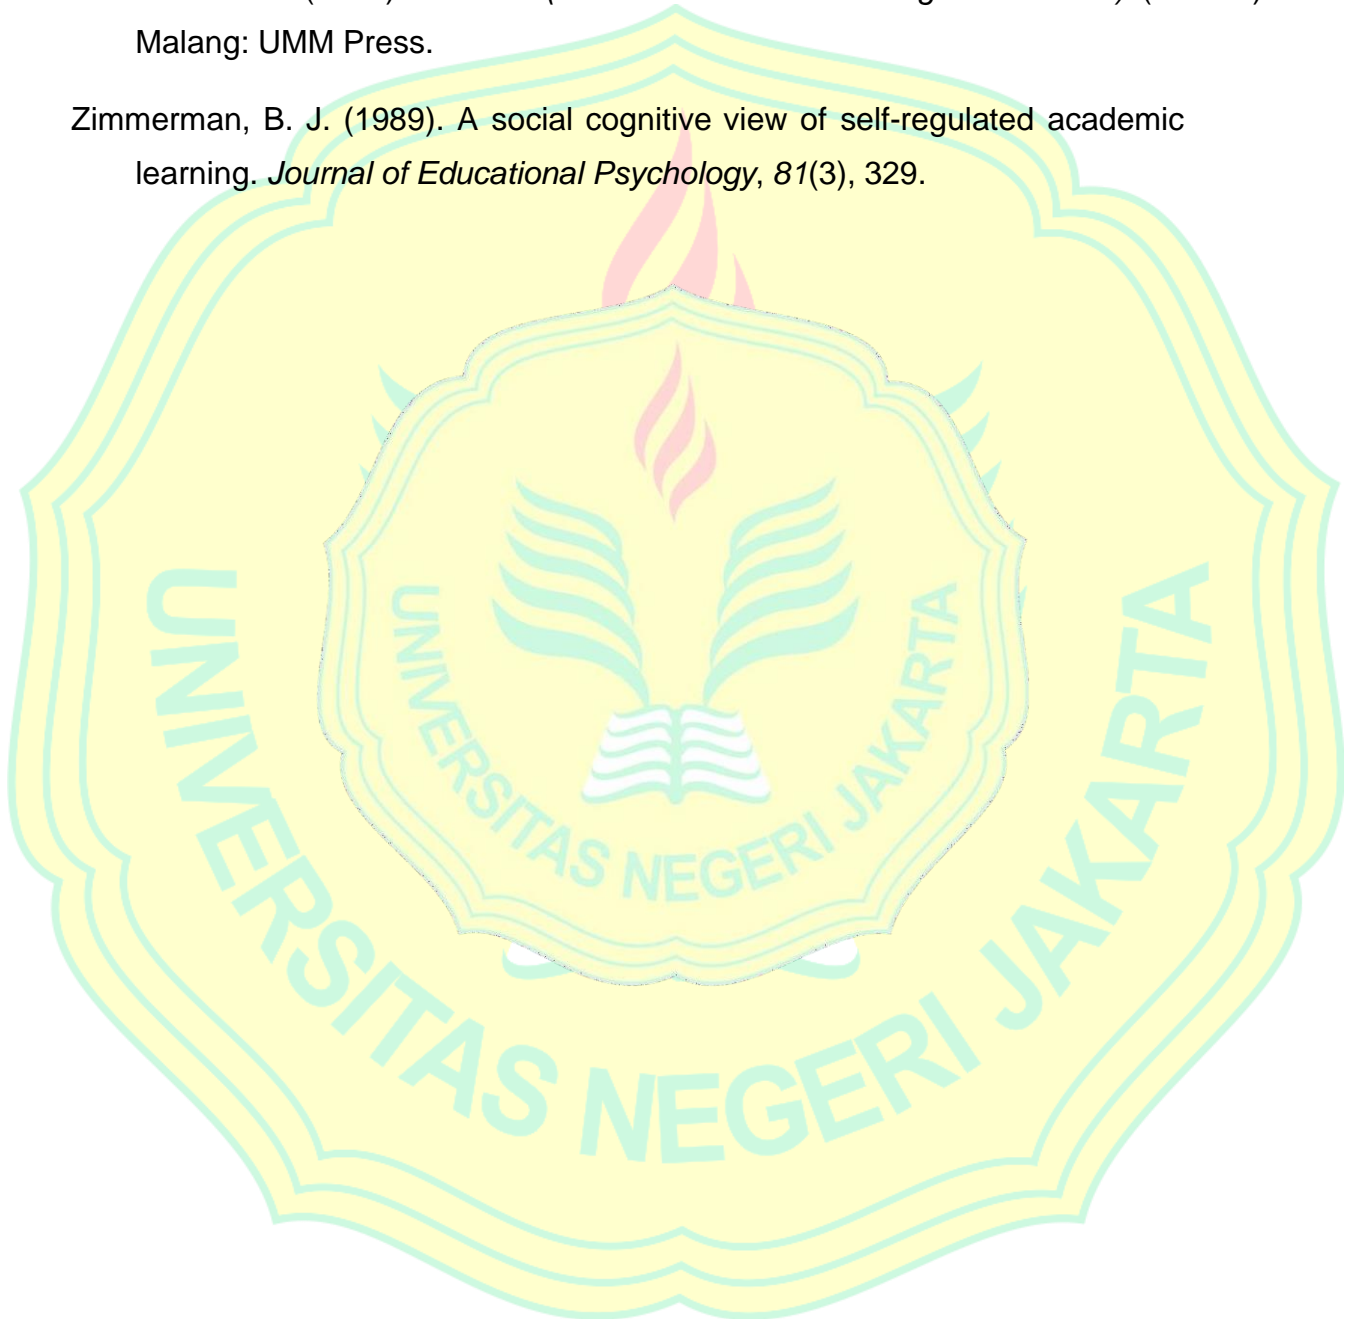 Malang: UMM Press.
Zimmerman, B. J. (1989). A social cognitive view of self-regulated academic
learning. Journal of Educational Psychology, 81(3), 329.
UNIVERSITAS NEGERI JAKARTA
UNIVERSITAS NEGERI JAKARTA